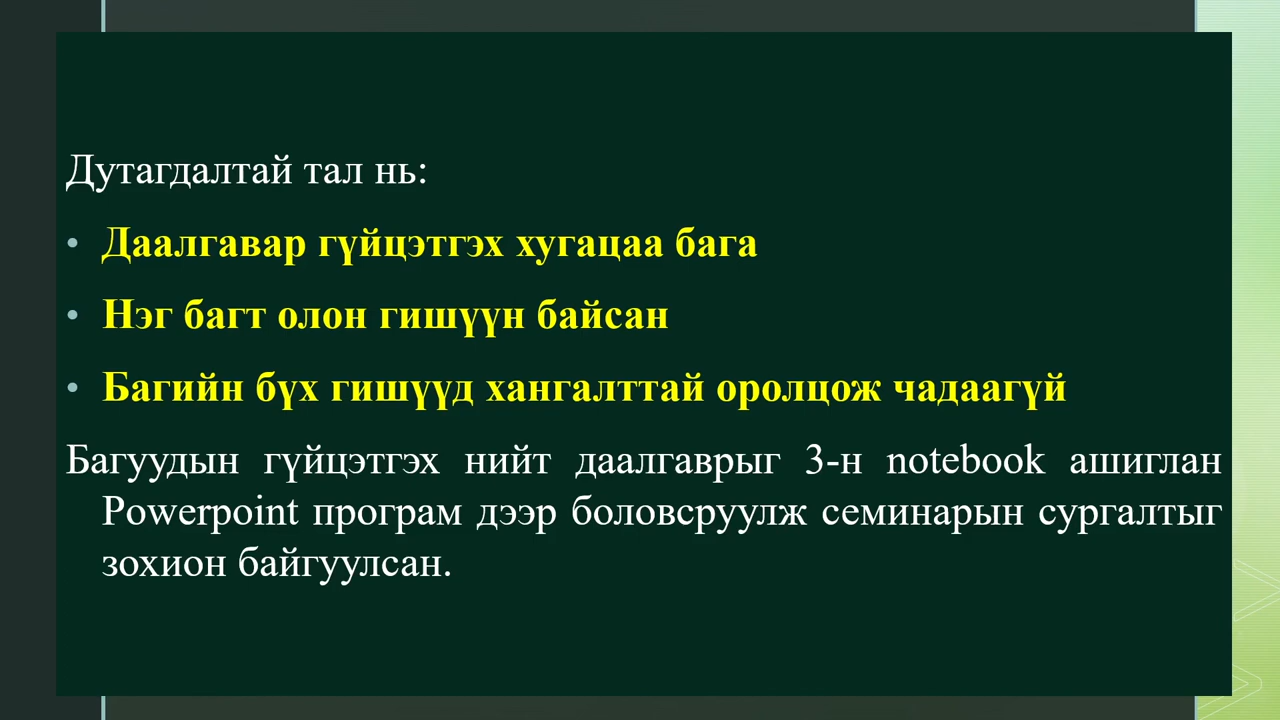 Дутагдалтай тал нь:
• Даалгавар гүйцэтгэх хугацаа бага
• Нэг багт олон гишүүн байсан
• Багийн бүх гишүүд хангалттай оролцож чадаагүй
Багуудын гүйцэтгэх нийт даалгаврыг 3-н notebook ашиглан
Powerpoint програм дээр боловсруулж семинарын сургалтыг
зохион байгуулсан.